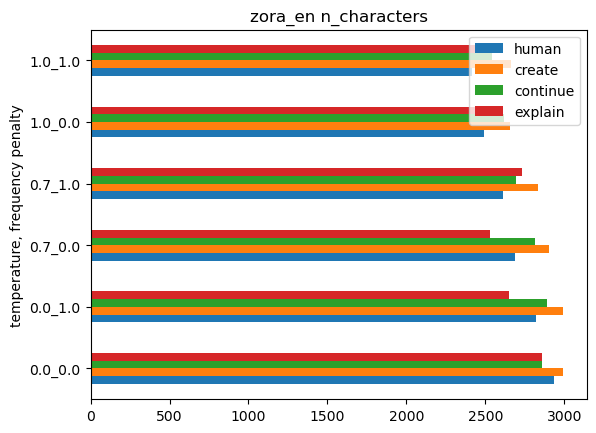 zora_en n_characters
human
create
continue
explain
temperature, frequency penalty
1.0_1.0
1.0_0.0
0.7_1.0
0.7_0.0
0.0_1.0
0.0_0.0
0 500 1000 1500 2000 2500 3000